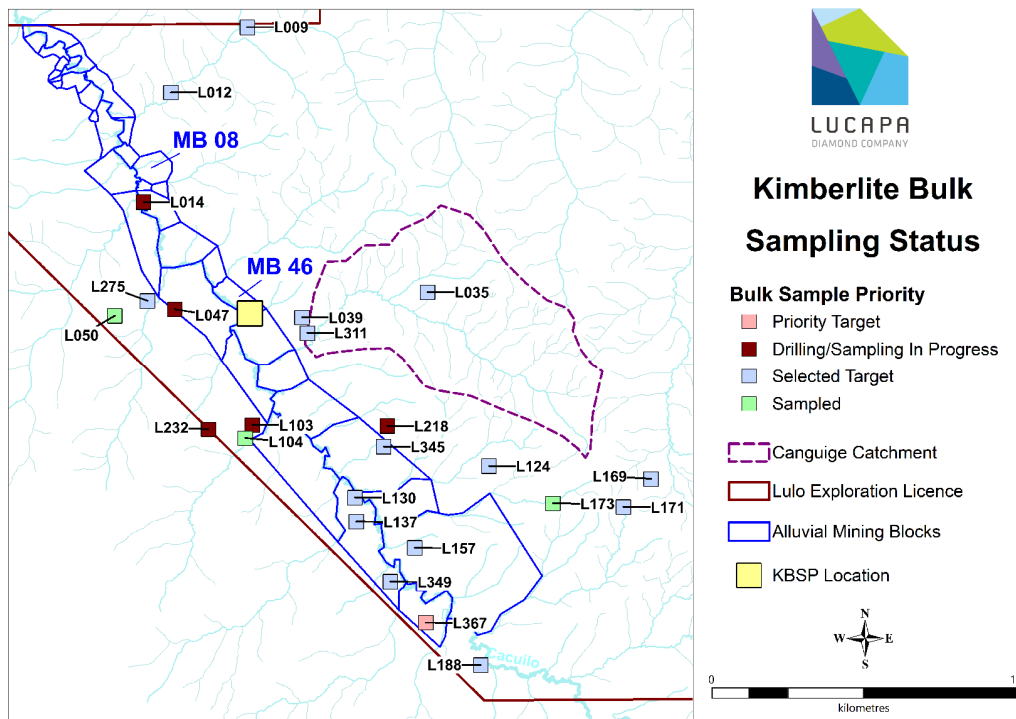 L009
L012
MB 08
L014
MB 46
L035
L275
L047
L039
L311
L050
L103
L218
L232
L104
L345
L124
L169
L130
L173
L171
L137
L157
L349
L367
Cacuilo
L188
LUCAPA
DIAMOND COMPANY
Kimberlite Bulk
Sampling Status
Bulk Sample Priority
Priority Target
Drilling/Sampling In Progress
Selected Target
Sampled
Canguige Catchment
Lulo Exploration Licence
Alluvial Mining Blocks
KBSP Location
N
W E
S
0
kilometres